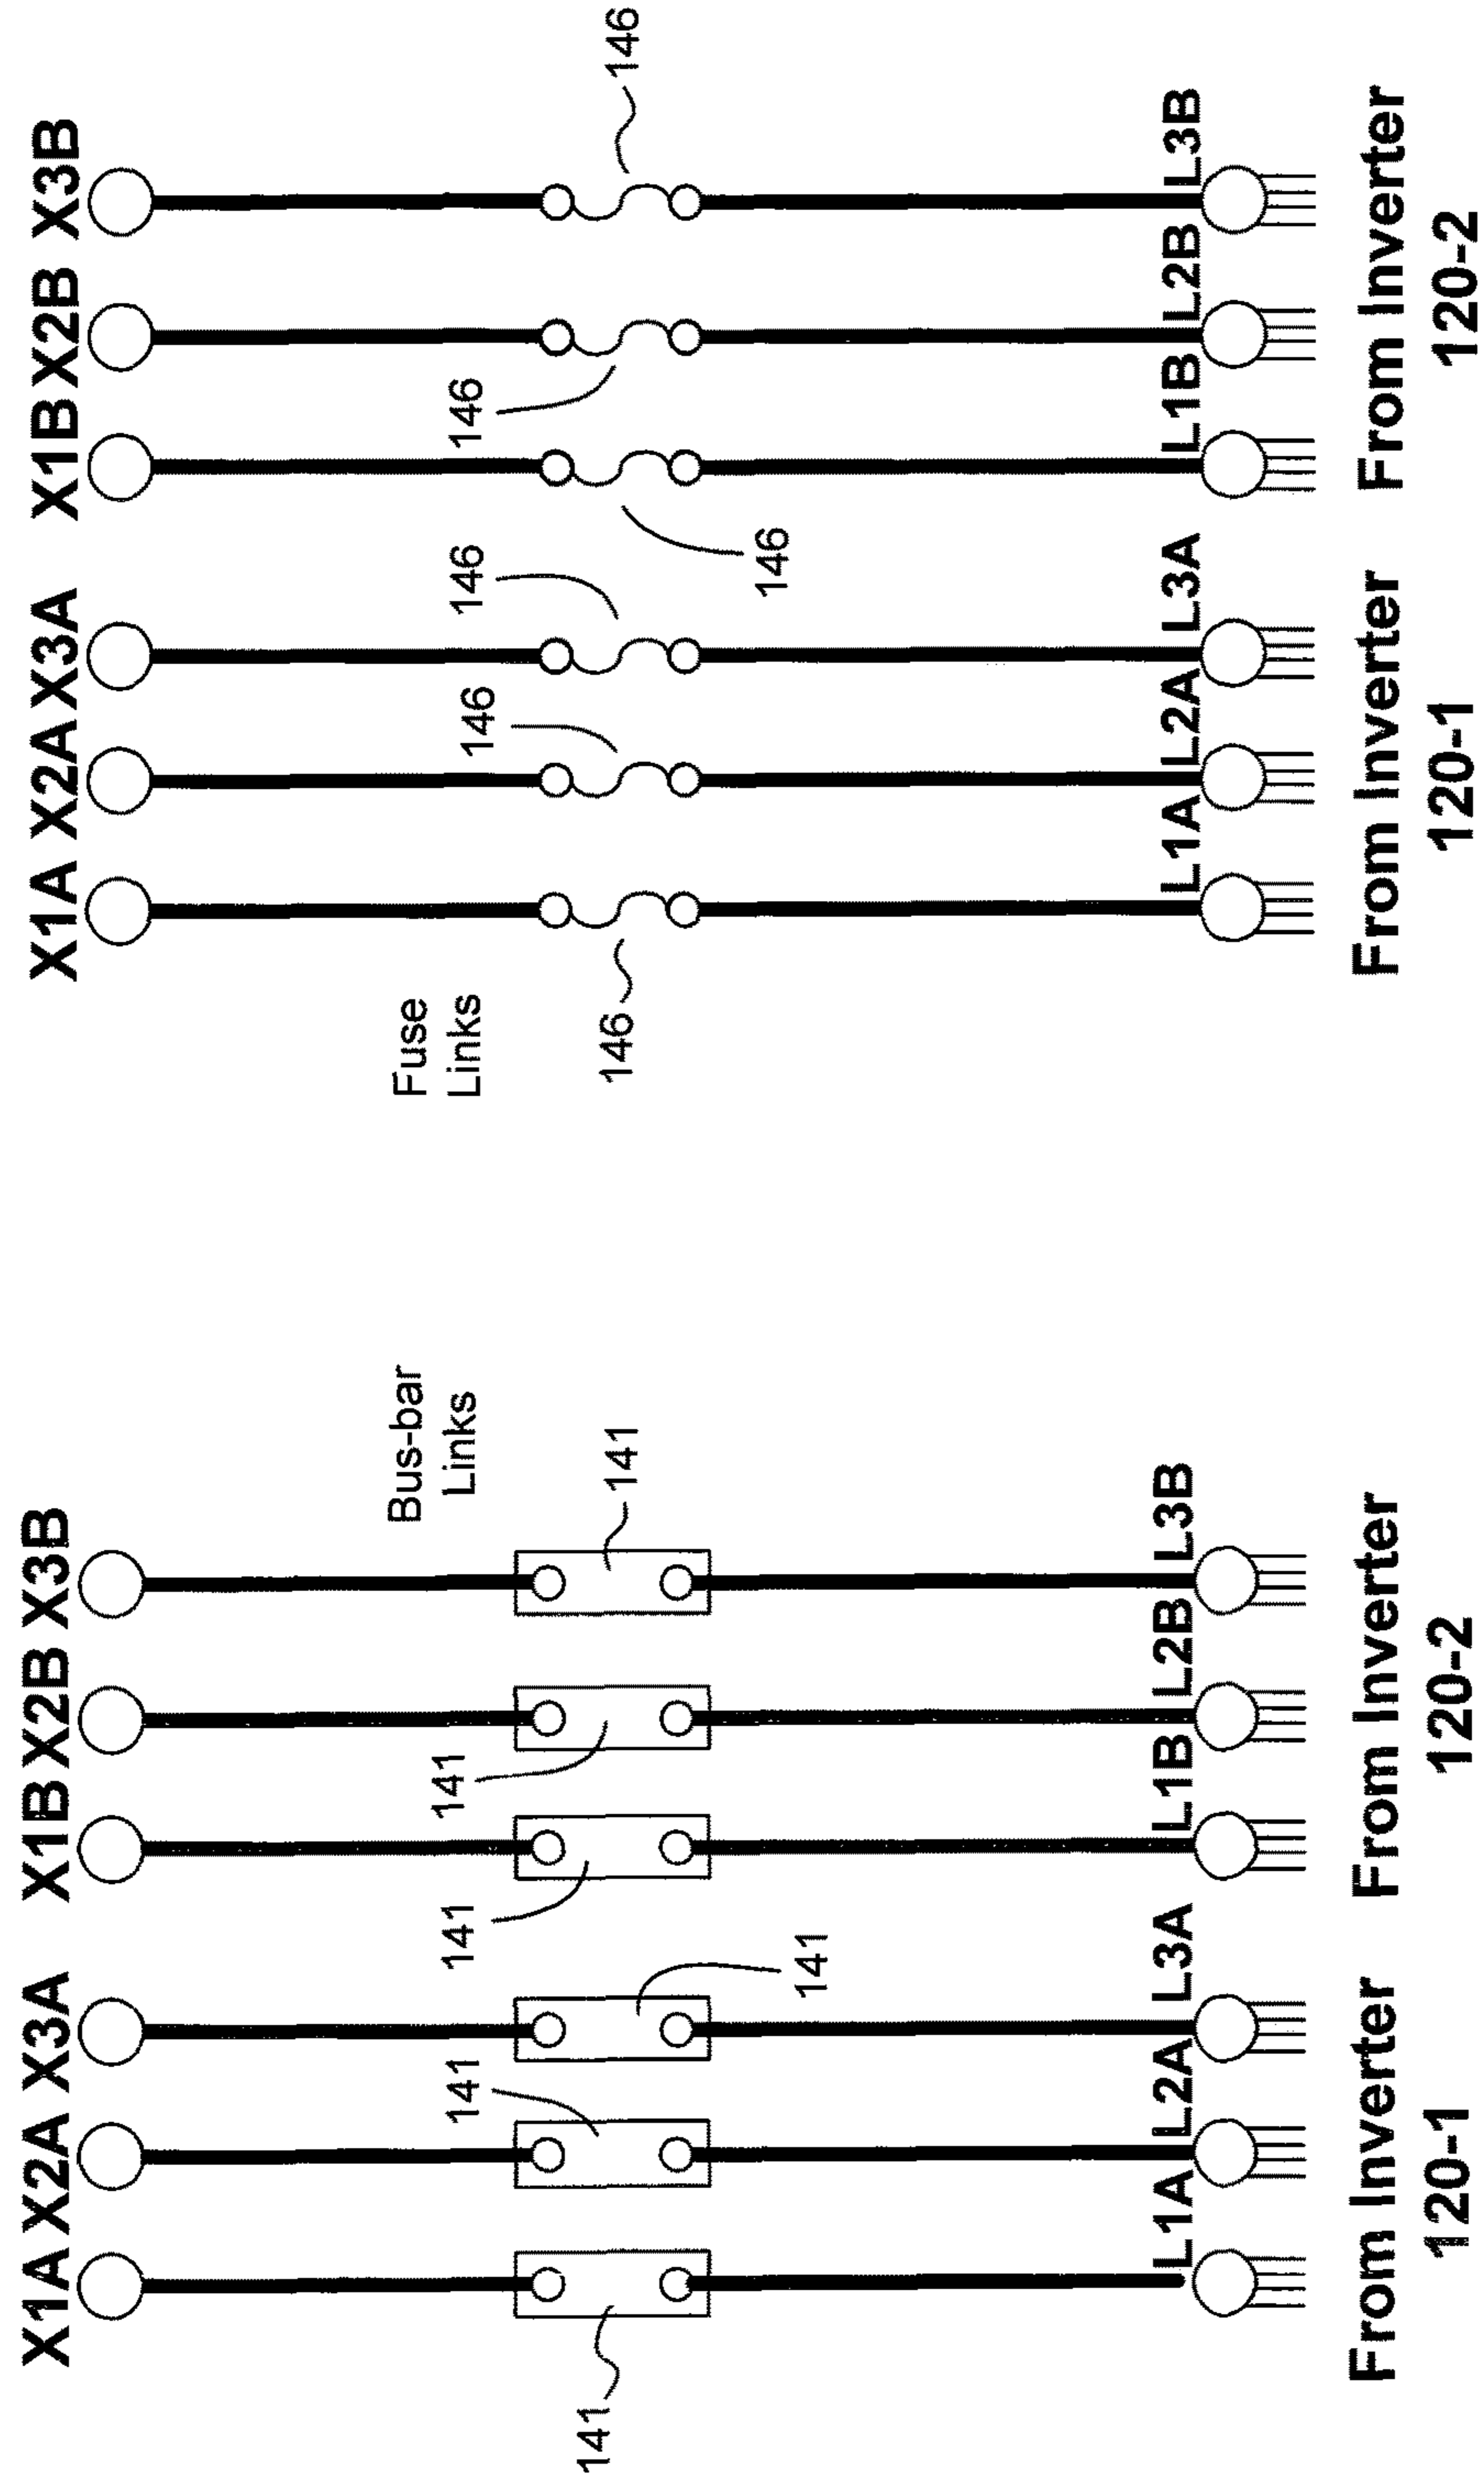 X1A X2A X3A X1B X2B X3B
Bus-bar
Links
141
141
141
141
141
141
L1A L2A L3A L1B L2B L3B
From Inverter
120-1
From Inverter
120-2
X1A X2A X3A X1B X2B X3B
Fuse
Links
146
146
146
146
146
146
L1A L2A L3A L1B L2B L3B
From Inverter
120-1
From Inverter
120-2